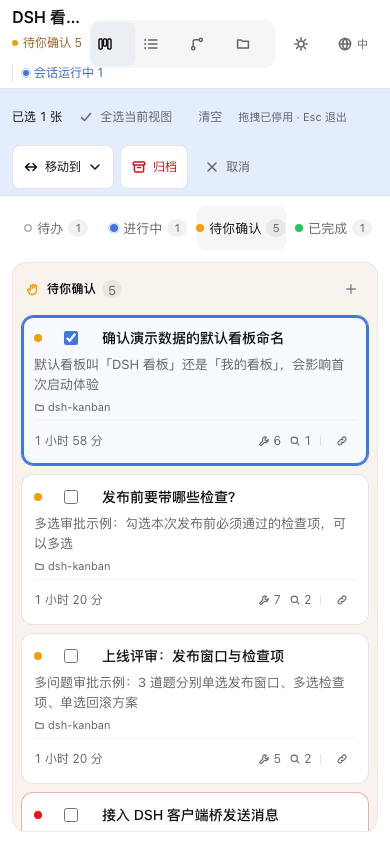 DSH 看...
待你确认 5
中
会话运行中 1
已选 1 张 全选当前视图 清空 拖拽已停用 · Esc 退出
移动到 归档 取消
待办 1 进行中 1 待你确认 5 已完成 1
待你确认 5
确认演示数据的默认看板命名
默认看板叫「DSH 看板」还是「我的看板」，会影响首
次启动体验
dsh-kanban
1 小时 58 分 6 1
发布前要带哪些检查？
多选审批示例：勾选本次发布前必须通过的检查项，可
以多选
dsh-kanban
1 小时 20 分 7 2
上线评审：发布窗口与检查项
多问题审批示例：3 道题分别单选发布窗口、多选检查
项、单选回滚方案
dsh-kanban
1 小时 20 分 5 2
接入 DSH 客户端桥发送消息